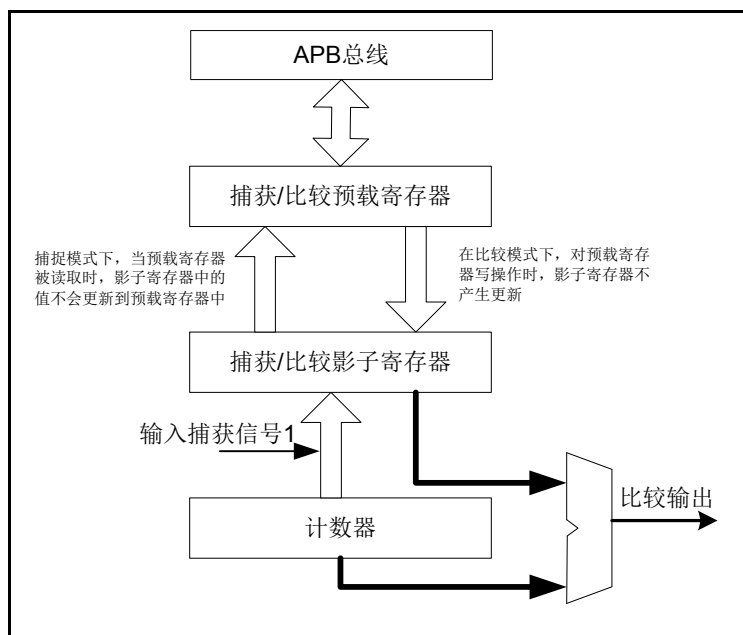 APB总线
捕获/比较预载寄存器
捕捉模式下，当预载寄存器
被读取时，影子寄存器中的
值不会更新到预载寄存器中
在比较模式下，对预载寄存
器写操作时，影子寄存器不
产生更新
捕获/比较影子寄存器
输入捕获信号1
计数器
比较输出